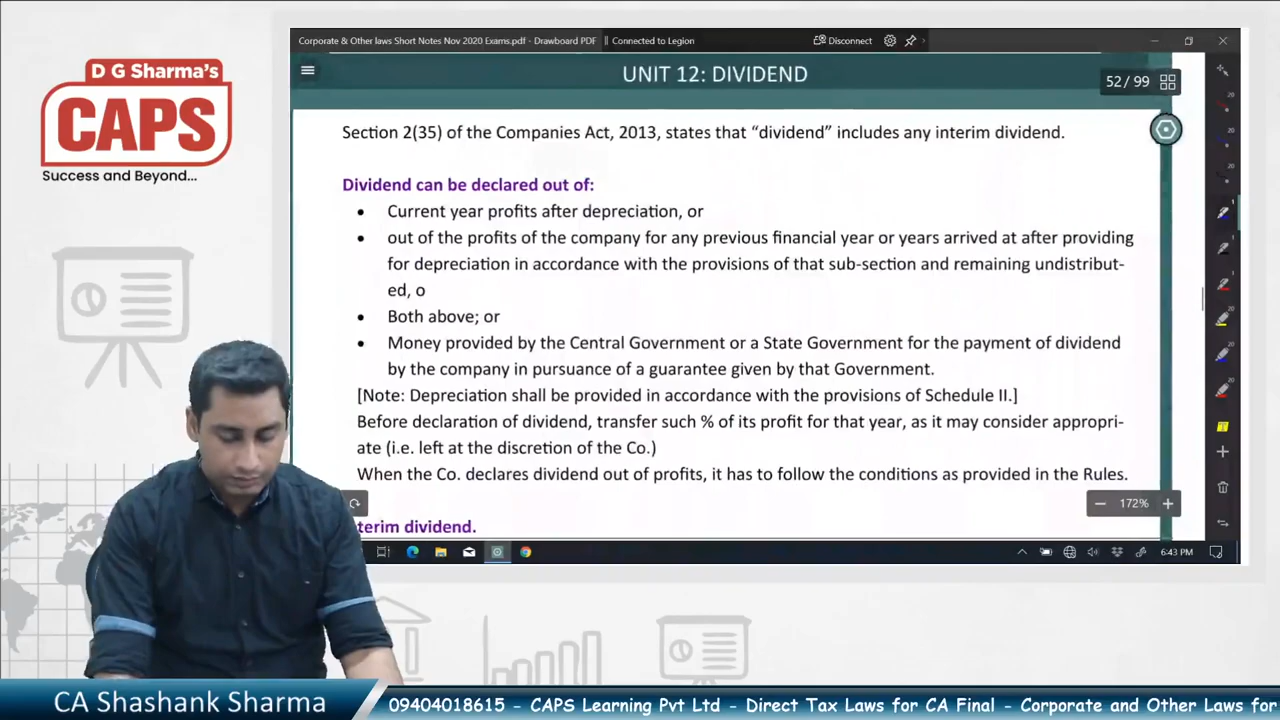 D G Sharma's
CAPS
Success and Beyond...
Corporate & Other laws Short Notes Nov 2020 Exams.pdf - Drawboard PDF
Connected to Legion
Disconnect
UNIT 12: DIVIDEND
52 / 99
Section 2(35) of the Companies Act, 2013, states that “dividend” includes any interim dividend.
Dividend can be declared out of:
• Current year profits after depreciation, or
• out of the profits of the company for any previous financial year or years arrived at after providing
for depreciation in accordance with the provisions of that sub-section and remaining undistribut-
ed, o
• Both above; or
• Money provided by the Central Government or a State Government for the payment of dividend
by the company in pursuance of a guarantee given by that Government.
[Note: Depreciation shall be provided in accordance with the provisions of Schedule II.]
Before declaration of dividend, transfer such % of its profit for that year, as it may consider appropri-
ate (i.e. left at the discretion of the Co.)
When the Co. declares dividend out of profits, it has to follow the conditions as provided in the Rules.
172%
terim dividend.
6:43 PM
CA Shashank Sharma
09404018615 - CAPS Learning Pvt Ltd - Direct Tax Laws for CA Final - Corporate and Other Laws for